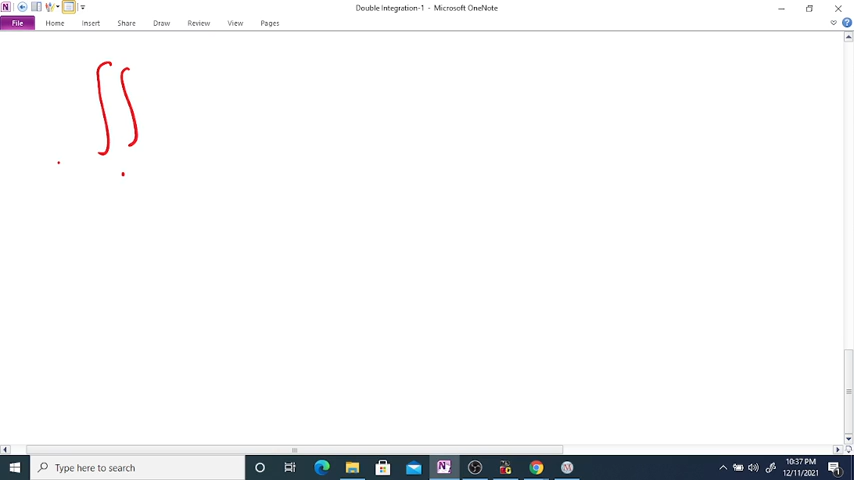 Double Integration-1 - Microsoft OneNote
File Home Insert Share Draw Review View Pages
∬
Type here to search
10:37 PM
12/11/2021